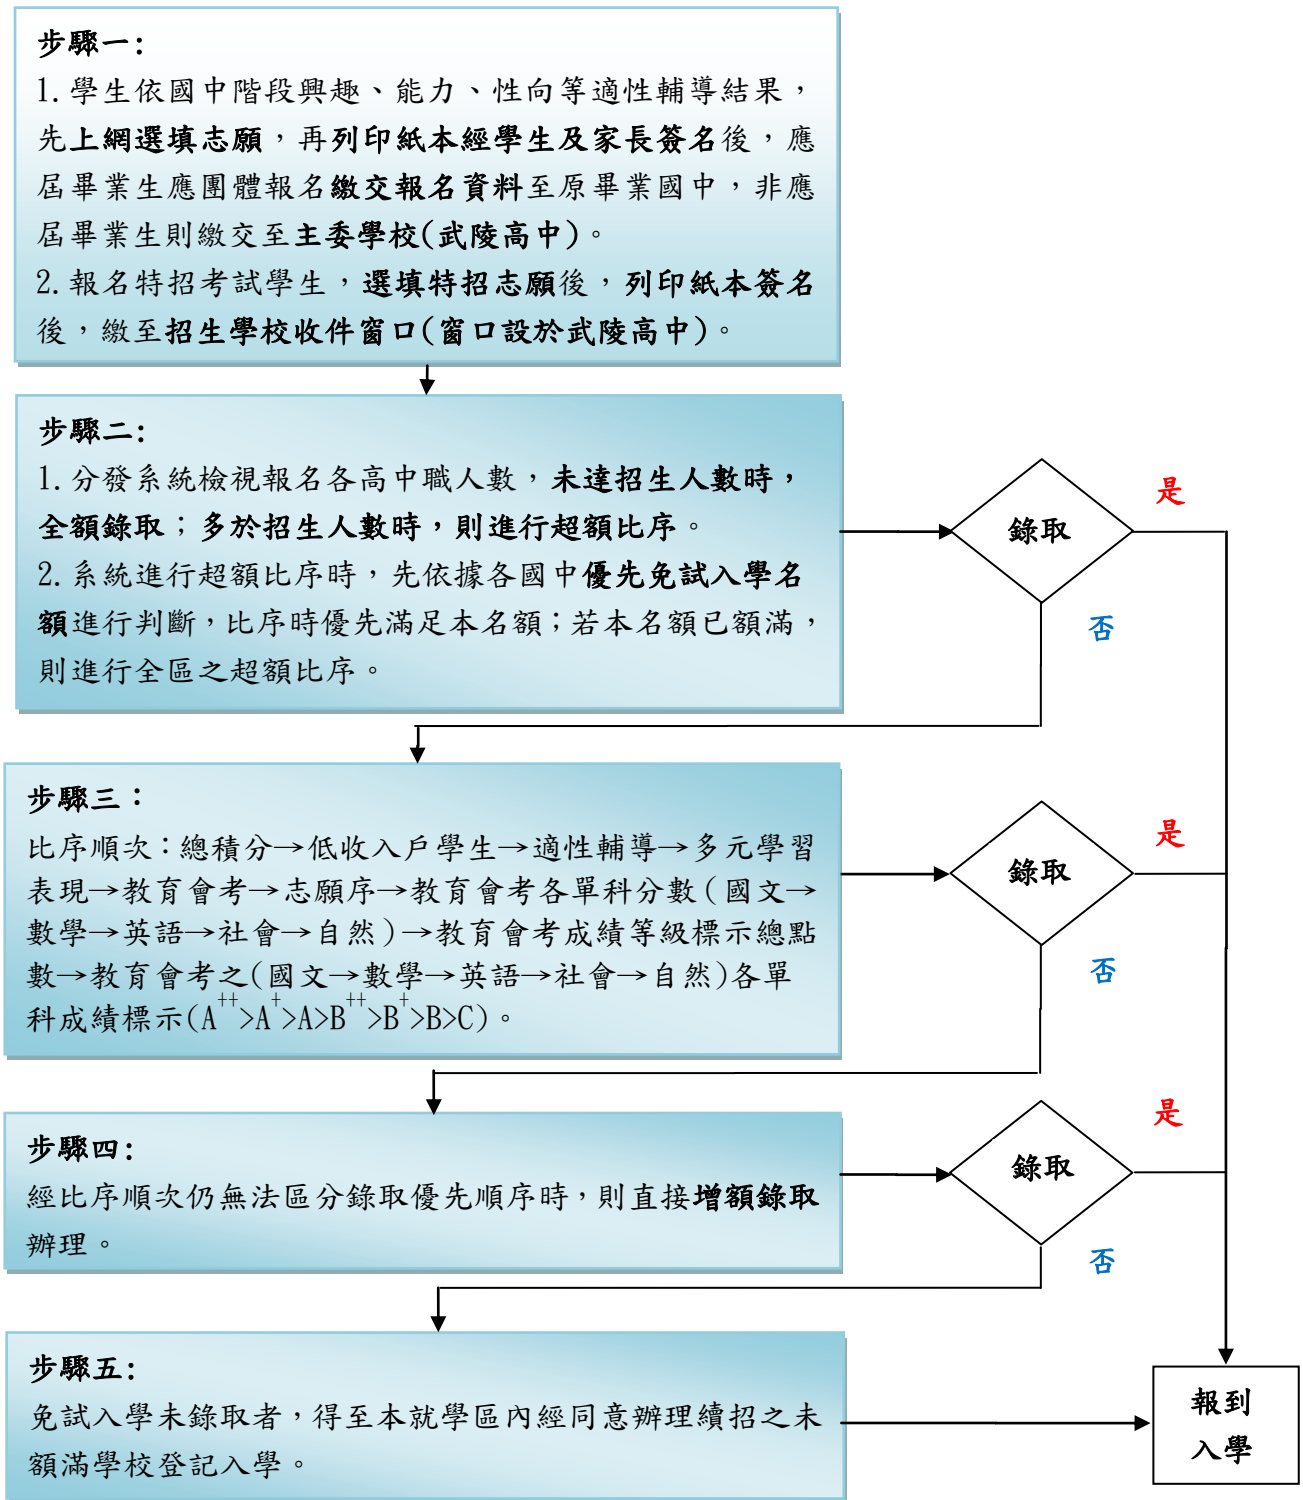 步驟一:
1.學生依國中階段興趣、能力、性向等適性輔導結果，
先上網選填志願，再列印紙本經學生及家長簽名後，應
屆畢業生應團體報名繳交報名資料至原畢業國中，非應
屆畢業生則繳交至主委學校(武陵高中)。
2.報名特招考試學生，選填特招志願後，列印紙本簽名
後，繳至招生學校收件窗口(窗口設於武陵高中)。
步驟二:
1.分發系統檢視報名各高中職人數，未達招生人數時，
全額錄取；多於招生人數時，則進行超額比序。
2.系統進行超額比序時，先依據各國中優先免試入學名
額進行判斷，比序時優先滿足本名額；若本名額已額滿，
則進行全區之超額比序。
錄取
是
否
步驟三：
比序順次：總積分→低收入戶學生→適性輔導→多元學習
表現→教育會考→志願序→教育會考各單科分數(國文→
數學→英語→社會→自然)→教育會考成績等級標示總點
數→教育會考之(國文→數學→英語→社會→自然)各單
科成績標示(A++>A+>A>B++>B+>B>C)。
錄取
是
否
步驟四:
經比序順次仍無法區分錄取優先順序時，則直接增額錄取
辦理。
錄取
是
否
步驟五:
免試入學未錄取者，得至本就學區內經同意辦理續招之未
額滿學校登記入學。
報到
入學